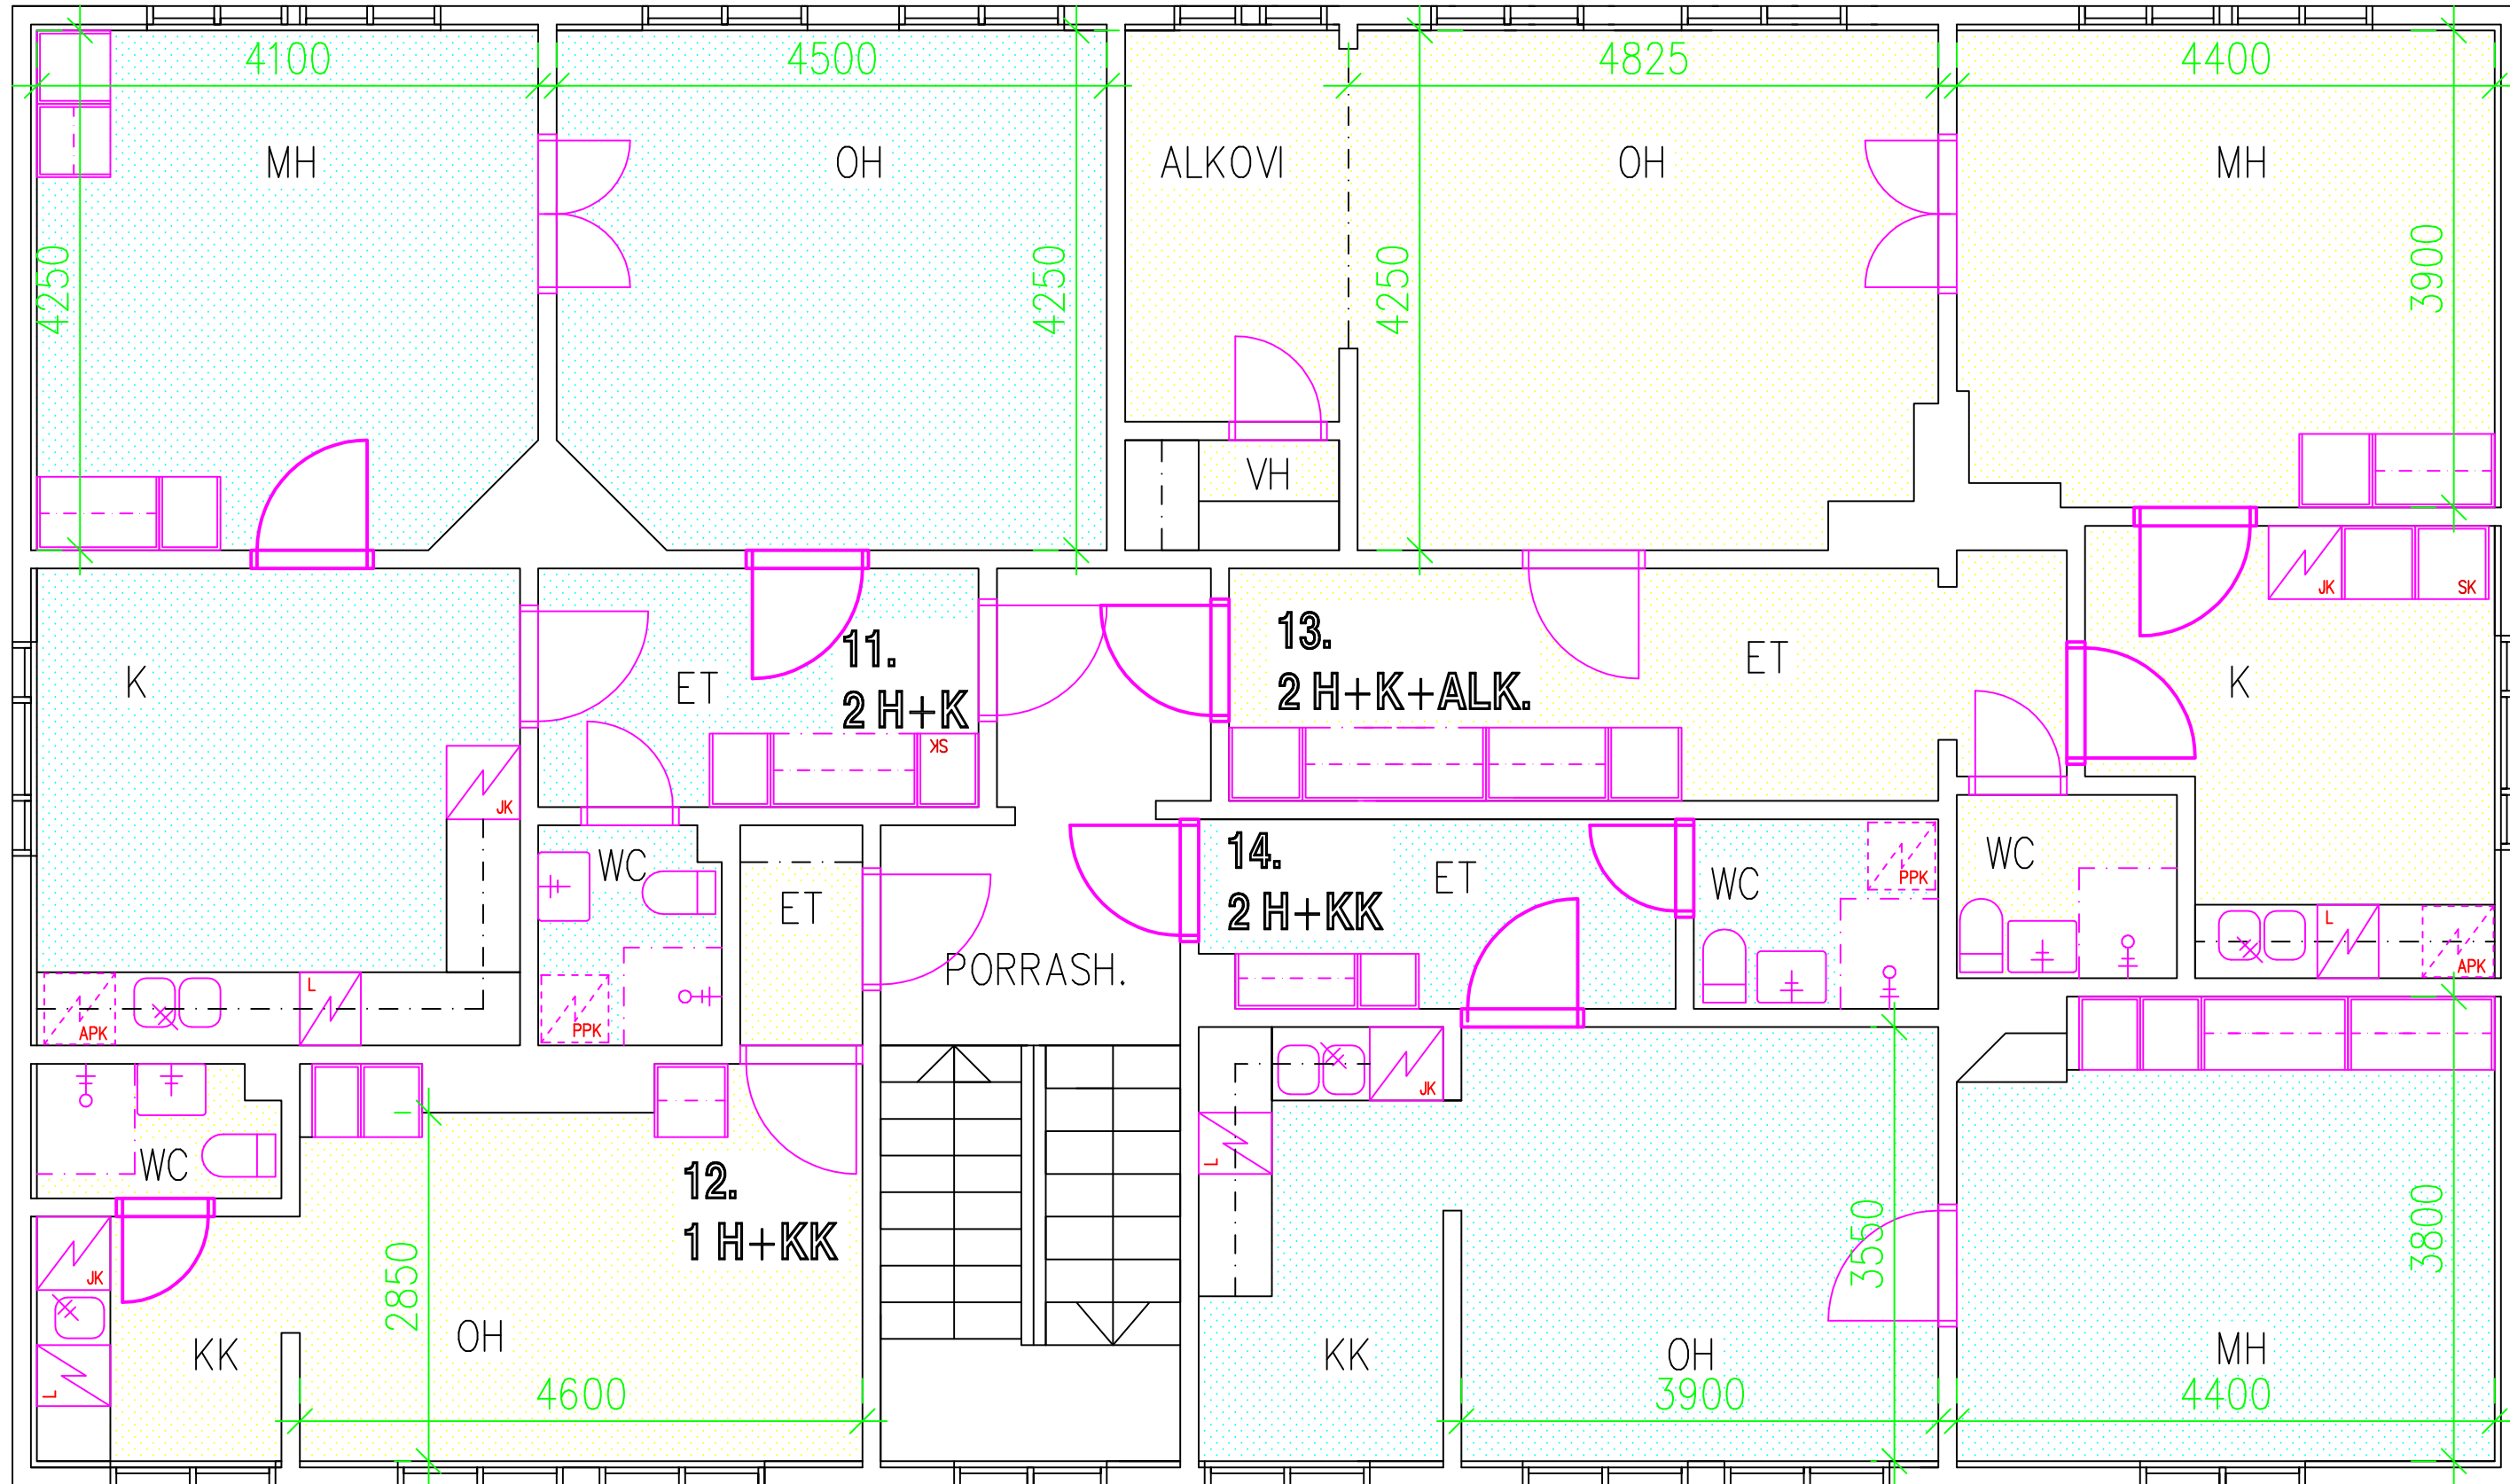 4100
4500
4825
4400
MH
OH
ALKOVI
OH
MH
4250
4250
4250
3900
VH
K
ET
11.
2 H+K
SK
JK
13.
2 H+K+ALK.
ET
JK
SK
K
WC
ET
PORRASH.
14.
2 H+KK
ET
WC
PPK
WC
APK
L
PPK
L
APK
WC
12.
1 H+KK
JK
L
KK
2850
OH
4600
JK
L
KK
3550
OH
3900
3800
MH
4400